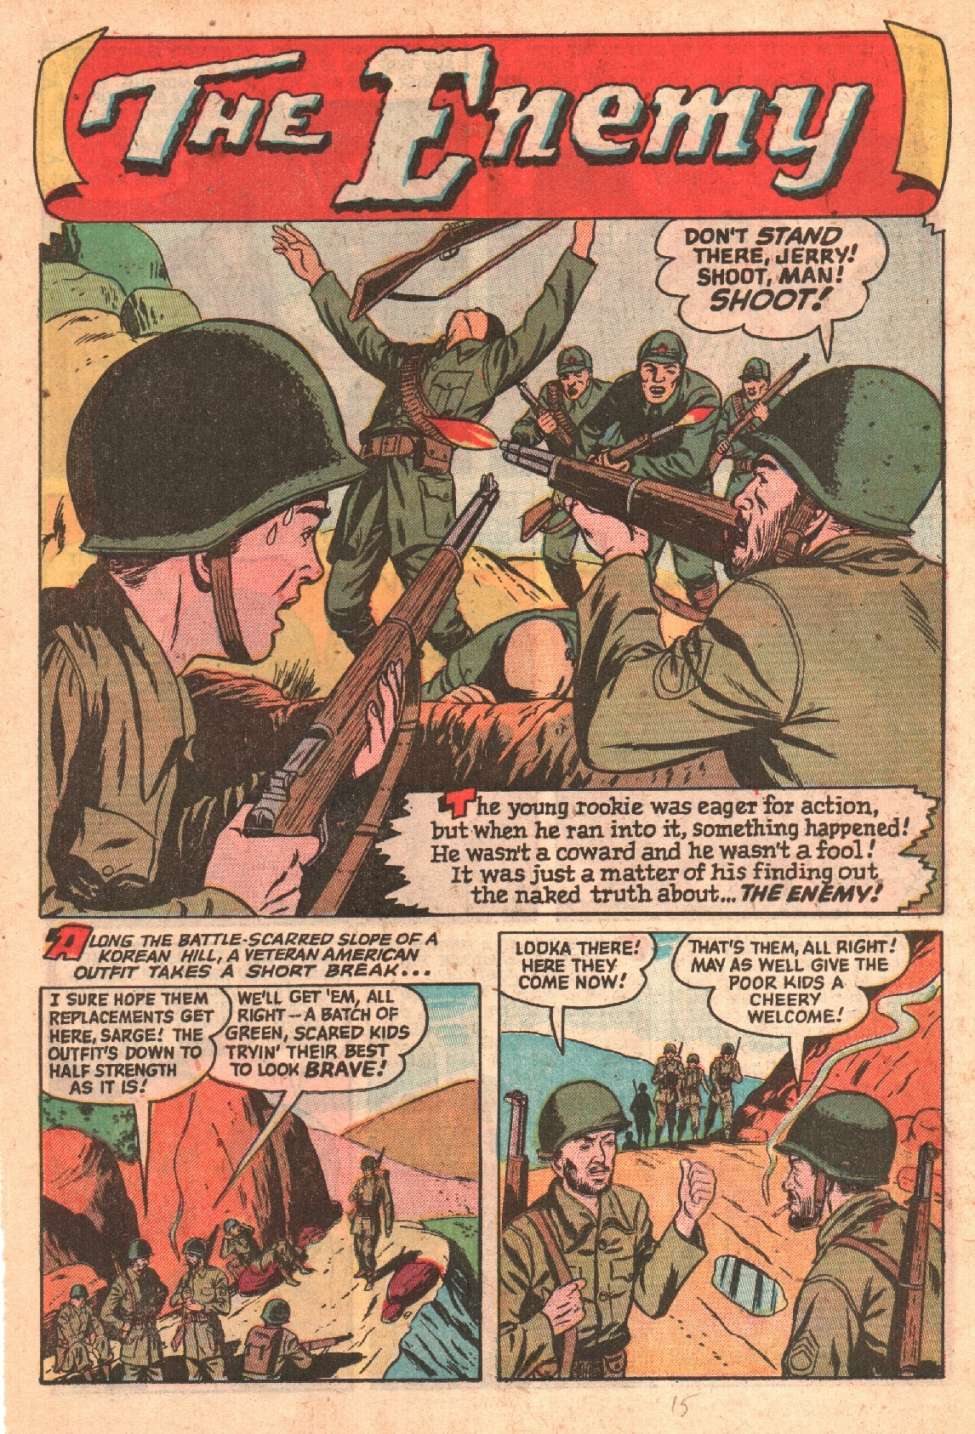 THE ENEMY
DON'T STAND
THERE, JERRY!
SHOOT, MAN!
SHOOT!
The young rookie was eager for action,
but when he ran into it, something happened!
He wasn't a coward and he wasn't a fool!
It was just a matter of his finding out
the naked truth about... THE ENEMY!
ALONG THE BATTLE-SCARRED SLOPE OF A
KOREAN HILL, A VETERAN AMERICAN
OUTFIT TAKES A SHORT BREAK...
I SURE HOPE THEM
REPLACEMENTS GET
HERE, SARGE! THE
OUTFIT'S DOWN TO
HALF STRENGTH
AS IT IS!
WE'LL GET 'EM, ALL
RIGHT--A BATCH OF
GREEN, SCARED KIDS
TRYIN' THEIR BEST
TO LOOK BRAVE!
LOOKA THERE!
HERE THEY
COME NOW!
THAT'S THEM, ALL RIGHT!
MAY AS WELL GIVE THE
POOR KIDS A
CHEERY
WELCOME!
15